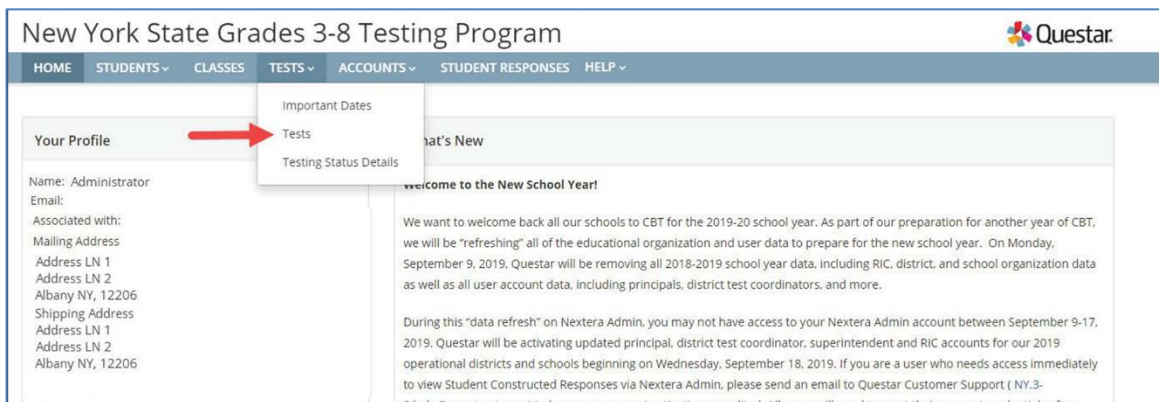 New York State Grades 3-8 Testing Program
Questar.
HOME STUDENTS CLASSES TESTS ACCOUNTS STUDENT RESPONSES HELP
Important Dates
Tests
Testing Status Details
Your Profile
Name: Administrator
Email:
Associated with:
Mailing Address
Address LN 1
Address LN 2
Albany NY, 12206
Shipping Address
Address LN 1
Address LN 2
Albany NY, 12206
hat's New
Welcome to the New School Year!
We want to welcome back all our schools to CBT for the 2019-20 school year. As part of our preparation for another year of CBT,
we will be "refreshing" all of the educational organization and user data to prepare for the new school year. On Monday,
September 9, 2019, Questar will be removing all 2018-2019 school year data, including RIC, district, and school organization data
as well as all user account data, including principals, district test coordinators, and more.
During this "data refresh" on Nextera Admin, you may not have access to your Nextera Admin account between September 9-17,
2019. Questar will be activating updated principal, district test coordinator, superintendent and RIC accounts for our 2019
operational districts and schools beginning on Wednesday, September 18, 2019. If you are a user who needs access immediately
to view Student Constructed Responses via Nextera Admin, please send an email to Questar Customer Support ( NY.3-